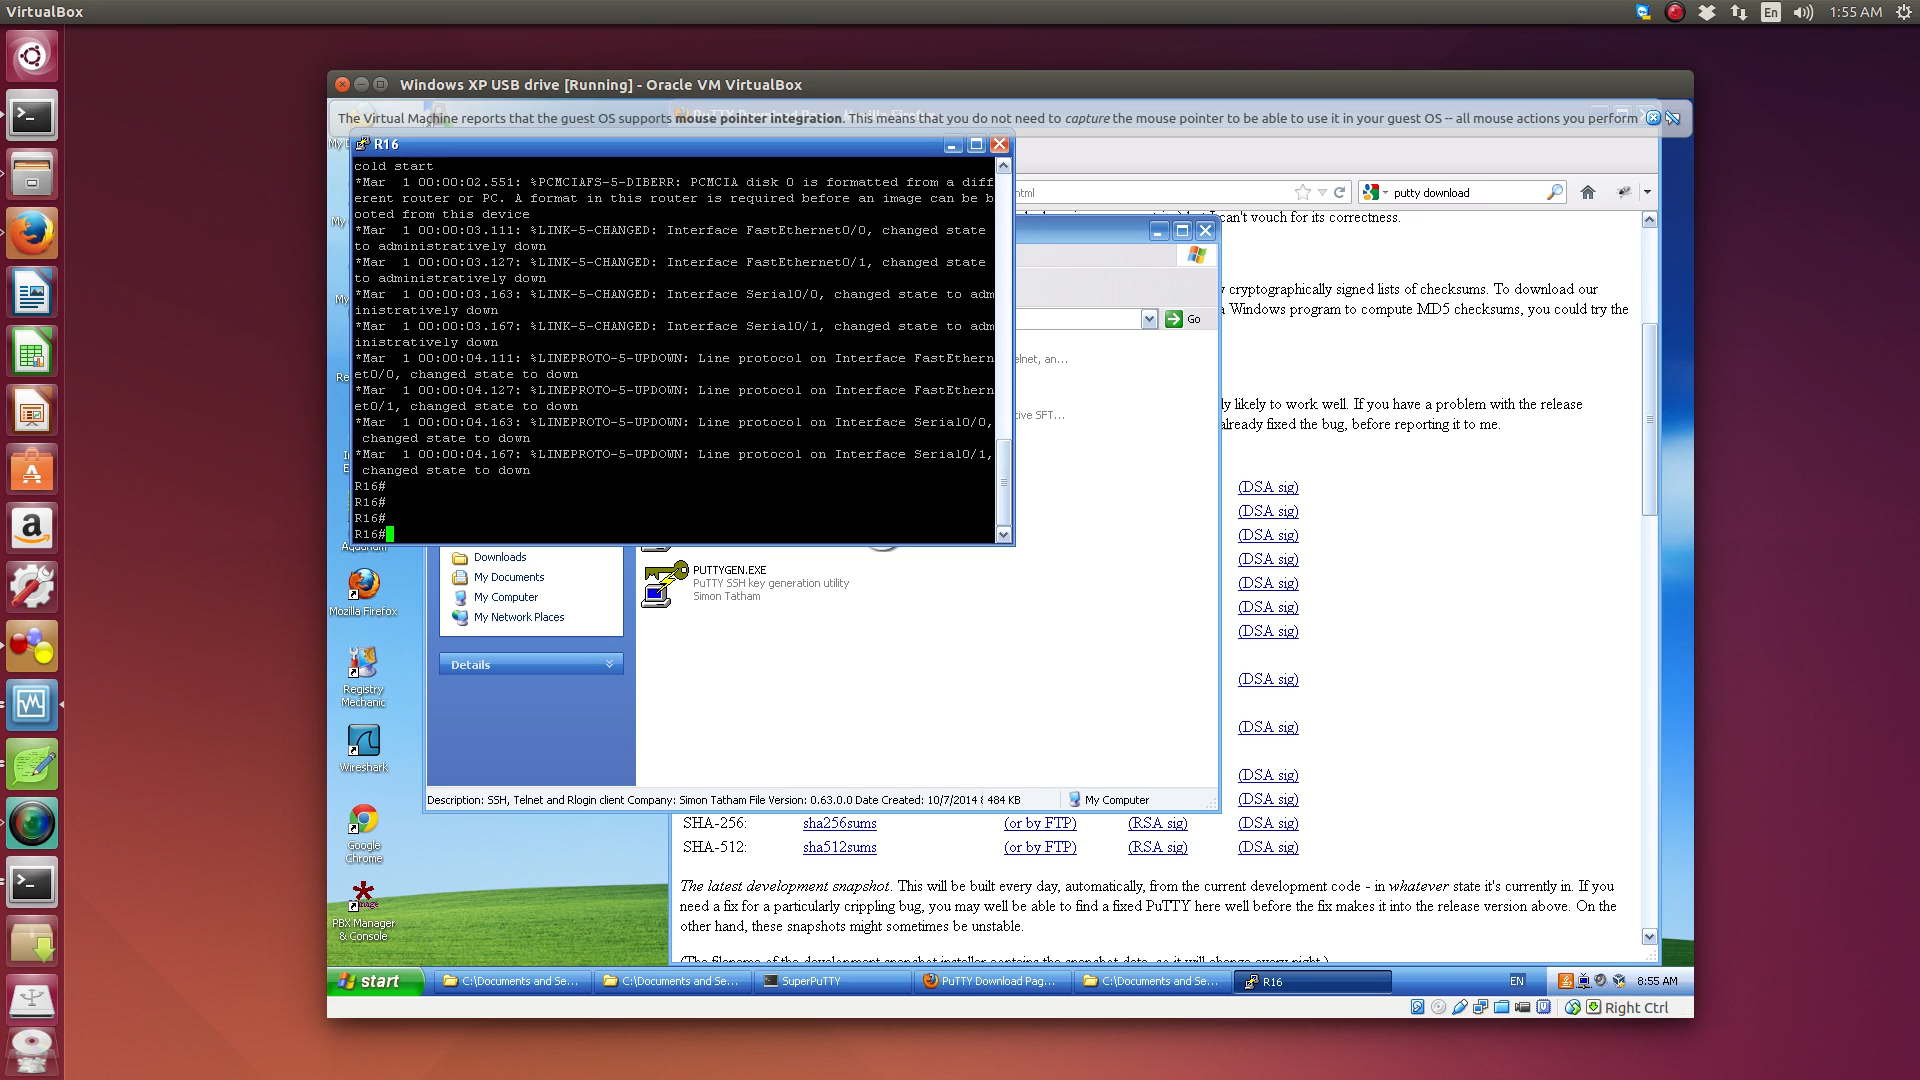 VirtualBox
En
1:55 AM
Windows XP USB drive [Running] - Oracle VM VirtualBox
The Virtual Machine reports that the guest OS supports mouse pointer integration. This means that you do not need to capture the mouse pointer to be able to use it in your guest OS -- all mouse actions you perform
R16
cold start
*Mar  1 00:00:02.551: %PCMCIAFS-5-DIBERR: PCMCIA disk 0 is formatted from a diff
erent router or PC. A format in this router is required before an image can be b
ooted from this device
*Mar  1 00:00:03.111: %LINK-5-CHANGED: Interface FastEthernet0/0, changed state
to administratively down
*Mar  1 00:00:03.127: %LINK-5-CHANGED: Interface FastEthernet0/1, changed state
to administratively down
*Mar  1 00:00:03.163: %LINK-5-CHANGED: Interface Serial0/0, changed state to adm
inistratively down
*Mar  1 00:00:03.167: %LINK-5-CHANGED: Interface Serial0/1, changed state to adm
inistratively down
*Mar  1 00:00:04.111: %LINEPROTO-5-UPDOWN: Line protocol on Interface FastEthern
et0/0, changed state to down
*Mar  1 00:00:04.127: %LINEPROTO-5-UPDOWN: Line protocol on Interface FastEthern
et0/1, changed state to down
*Mar  1 00:00:04.163: %LINEPROTO-5-UPDOWN: Line protocol on Interface Serial0/0,
changed state to down
*Mar  1 00:00:04.167: %LINEPROTO-5-UPDOWN: Line protocol on Interface Serial0/1,
changed state to down
R16#
R16#
R16#
R16#
html
putty download
can't vouch for its correctness.
cryptographically signed lists of checksums. To download our
a Windows program to compute MD5 checksums, you could try the
Go
elnet, an...
ctive SFT...
ly likely to work well. If you have a problem with the release
already fixed the bug, before reporting it to me.
(DSA sig)
(DSA sig)
(DSA sig)
(DSA sig)
(DSA sig)
(DSA sig)
(DSA sig)
(DSA sig)
(DSA sig)
(DSA sig)
(DSA sig)
Downloads
My Documents
My Computer
My Network Places
Details
PUTTYGEN.EXE
PuTTY SSH key generation utility
Simon Tatham
Description: SSH, Telnet and Rlogin client Company: Simon Tatham File Version: 0.63.0.0 Date Created: 10/7/2014 8 484 KB
My Computer
SHA-256: sha256sums (or by FTP) (RSA sig) (DSA sig)
SHA-512: sha512sums (or by FTP) (RSA sig) (DSA sig)
The latest development snapshot. This will be built every day, automatically, from the current development code - in whatever state it's currently in. If you
need a fix for a particularly crippling bug, you may well be able to find a fixed PuTTY here well before the fix makes it into the release version above. On the
other hand, these snapshots might sometimes be unstable.
(The filename of the development snapshot installer contains the snapshot date, so it will change every night.)
Mozilla Firefox
Registry
Mechanic
Wireshark
Google
Chrome
PBX Manager
& Console
start
C:\Documents and Se...
C:\Documents and Se...
SuperPuTTY
PuTTY Download Pag...
C:\Documents and Se...
R16
EN
8:55 AM
Right Ctrl